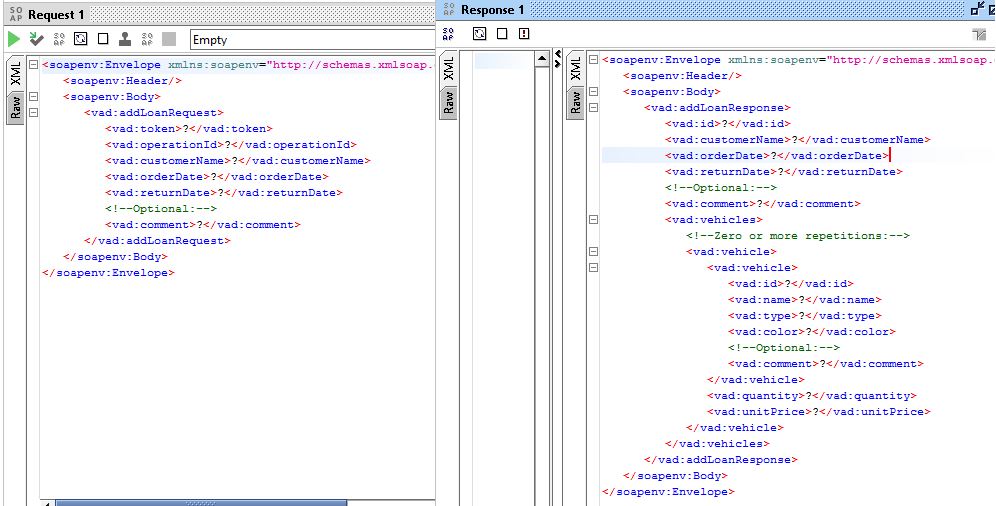 SO AP Request 1
SO AP
Empty
XML
Raw
<soapenv:Envelope xmlns:soapenv="http://schemas.xmlsoap.
<soapenv:Header/>
<soapenv:Body>
<vad:addLoanRequest>
<vad:token>?</vad:token>
<vad:operationId>?</vad:operationId>
<vad:customerName>?</vad:customerName>
<vad:orderDate>?</vad:orderDate>
<vad:returnDate>?</vad:returnDate>
<!--Optional:-->
<vad:comment>?</vad:comment>
</vad:addLoanRequest>
</soapenv:Body>
</soapenv:Envelope>
SO AP Response 1
SO AP
XML
Raw
XML
Raw
<soapenv:Envelope xmlns:soapenv="http://schemas.xmlsoap.
<soapenv:Header/>
<soapenv:Body>
<vad:addLoanResponse>
<vad:id>?</vad:id>
<vad:customerName>?</vad:customerName>
<vad:orderDate>?</vad:orderDate>
<vad:returnDate>?</vad:returnDate>
<!--Optional:-->
<vad:comment>?</vad:comment>
<vad:vehicles>
<!--Zero or more repetitions:-->
<vad:vehicle>
<vad:vehicle>
<vad:id>?</vad:id>
<vad:name>?</vad:name>
<vad:type>?</vad:type>
<vad:color>?</vad:color>
<!--Optional:-->
<vad:comment>?</vad:comment>
</vad:vehicle>
<vad:quantity>?</vad:quantity>
<vad:unitPrice>?</vad:unitPrice>
</vad:vehicle>
</vad:vehicles>
</vad:addLoanResponse>
</soapenv:Body>
</soapenv:Envelope>